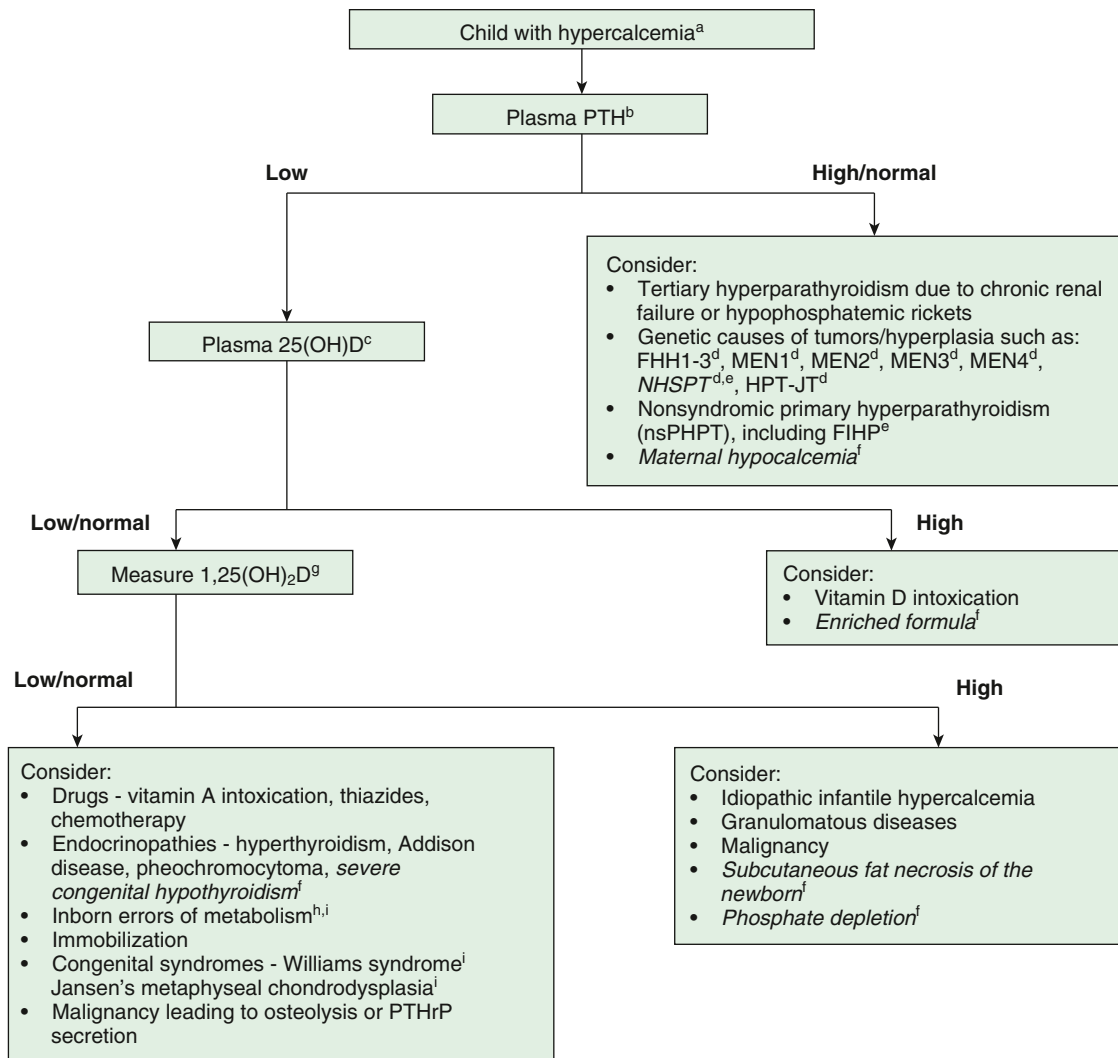 Child with hypercalcemiaᵃ
Plasma PTHᵇ
Low
High/normal
Consider:
• Tertiary hyperparathyroidism due to chronic renal
failure or hypophosphatemic rickets
• Genetic causes of tumors/hyperplasia such as:
FHH1-3ᵈ, MEN1ᵈ, MEN2ᵈ, MEN3ᵈ, MEN4ᵈ,
NHSPTᵈ,ᵉ, HPT-JTᵈ
• Nonsyndromic primary hyperparathyroidism
(nsPHPT), including FIHPᵉ
• Maternal hypocalcemiaᶠ
Plasma 25(OH)Dᶜ
Low/normal
High
Measure 1,25(OH)₂Dᵍ
Consider:
• Vitamin D intoxication
• Enriched formulaᶠ
Low/normal
High
Consider:
• Drugs - vitamin A intoxication, thiazides,
chemotherapy
• Endocrinopathies - hyperthyroidism, Addison
disease, pheochromocytoma, severe
congenital hypothyroidismᶠ
• Inborn errors of metabolismʰ,ⁱ
• Immobilization
• Congenital syndromes - Williams syndromeⁱ
Jansen's metaphyseal chondrodysplasiaⁱ
• Malignancy leading to osteolysis or PTHrP
secretion
Consider:
• Idiopathic infantile hypercalcemia
• Granulomatous diseases
• Malignancy
• Subcutaneous fat necrosis of the
newbornᶠ
• Phosphate depletionᶠ